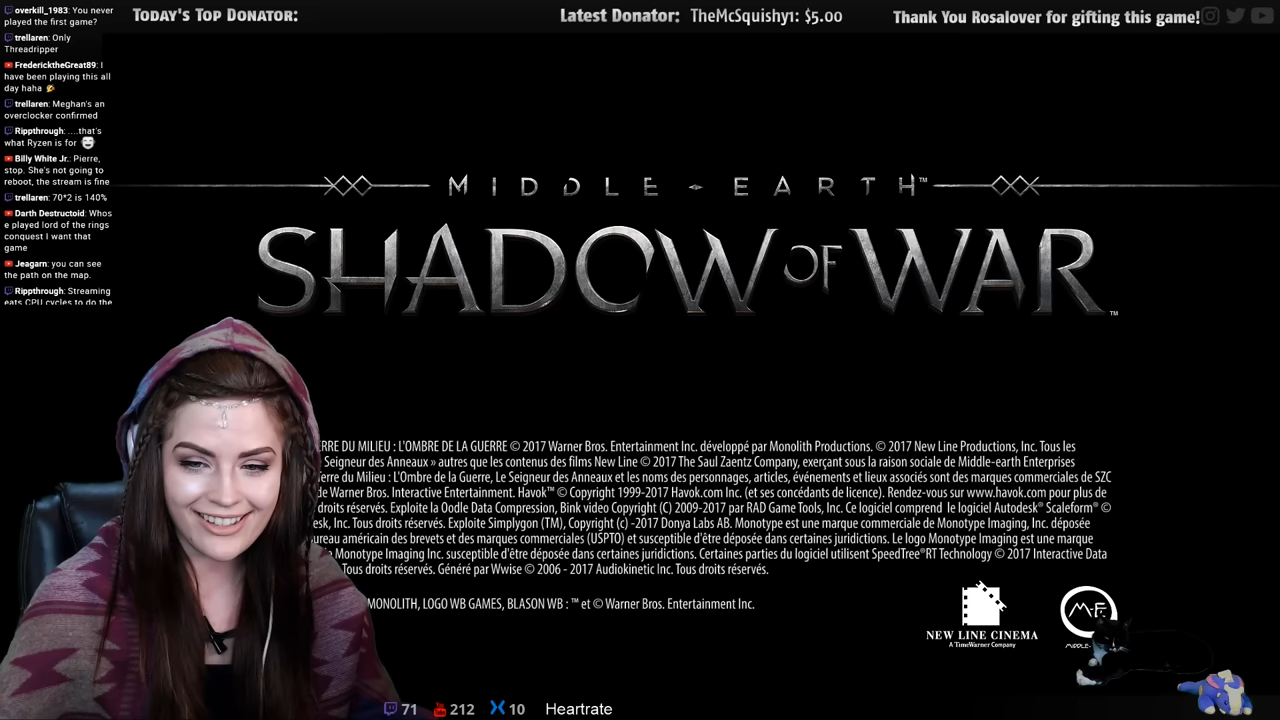 overkill_1983: You never
played the first game?
trellaren: Only
Threadripper
FredericktheGreat89: I
have been playing this all
day haha
trellaren: Meghan's an
overclocker confirmed
Rippthrough: ....that's
what Ryzen is for
Billy White Jr.: Pierre,
stop. She's not going to
reboot, the stream is fine
trellaren: 70*2 is 140%
Darth Destructoid: Whos
e played lord of the rings
conquest I want that
game
Jeagarn: you can see
the path on the map.
Rippthrough: Streaming
eats CPU cycles to do the
Today's Top Donator:
Latest Donator: TheMcSquishy1: $5.00
Thank You Rosalover for gifting this game!
MIDDLE-EARTH™
SHADOW OF WAR™
ERRE DU MILIEU : L'OMBRE DE LA GUERRE © 2017 Warner Bros. Entertainment Inc. développé par Monolith Productions. © 2017 New Line Productions, Inc. Tous les
Seigneur des Anneaux » autres que les contenus des films New Line © 2017 The Saul Zaentz Company, exerçant sous la raison sociale de Middle-earth Enterprises
erre du Milieu : L'Ombre de la Guerre, Le Seigneur des Anneaux et les noms des personnages, articles, événements et lieux associés sont des marques commerciales de SZC
de Warner Bros. Interactive Entertainment. Havok™ © Copyright 1999-2017 Havok.com Inc. (et ses concédants de licence). Rendez-vous sur www.havok.com pour plus de
droits réservés. Exploite la Oodle Data Compression, Bink video Copyright (C) 2009-2017 par RAD Game Tools, Inc. Ce logiciel comprend le logiciel Autodesk® Scaleform® ©
esk, Inc. Tous droits réservés. Exploite Simplygon (TM), Copyright (c) -2017 Donya Labs AB. Monotype est une marque commerciale de Monotype Imaging, Inc. déposée
ureau américain des brevets et des marques commerciales (USPTO) et susceptible d'être déposée dans certaines juridictions. Le logo Monotype Imaging est une marque
Monotype Imaging Inc. susceptible d'être déposée dans certaines juridictions. Certaines parties du logiciel utilisent SpeedTree®RT Technology © 2017 Interactive Data
Tous droits réservés. Généré par Wwise © 2006 - 2017 Audiokinetic Inc. Tous droits réservés.
MONOLITH, LOGO WB GAMES, BLASON WB : ™ et © Warner Bros. Entertainment Inc.
NEW LINE CINEMA
A TimeWarner Company
M-E
MIDDLE-
71
212
10
Heartrate